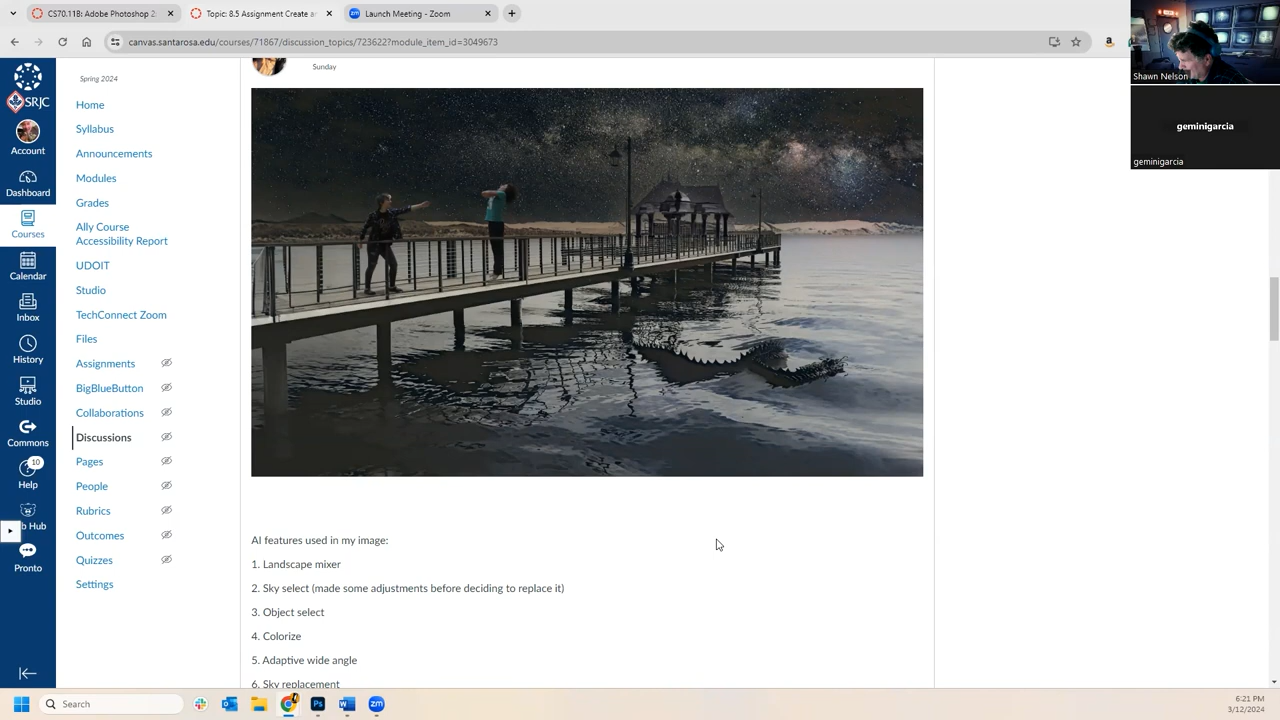 CS70.11B: Adobe Photoshop 2
Topic: 8.5 Assignment Create an
Launch Meeting - Zoom
canvas.santarosa.edu/courses/71867/discussion_topics/723622?module_item_id=3049673
Shawn Nelson
geminigarcia
geminigarcia
SRJC
Account
Dashboard
Courses
Calendar
Inbox
History
Studio
Commons
10
Help
b Hub
Pronto
Spring 2024
Home
Syllabus
Announcements
Modules
Grades
Ally Course
Accessibility Report
UDOIT
Studio
TechConnect Zoom
Files
Assignments
BigBlueButton
Collaborations
Discussions
Pages
People
Rubrics
Outcomes
Quizzes
Settings
Sunday
AI features used in my image:
1. Landscape mixer
2. Sky select (made some adjustments before deciding to replace it)
3. Object select
4. Colorize
5. Adaptive wide angle
6. Sky replacement
Search
6:21 PM
3/12/2024